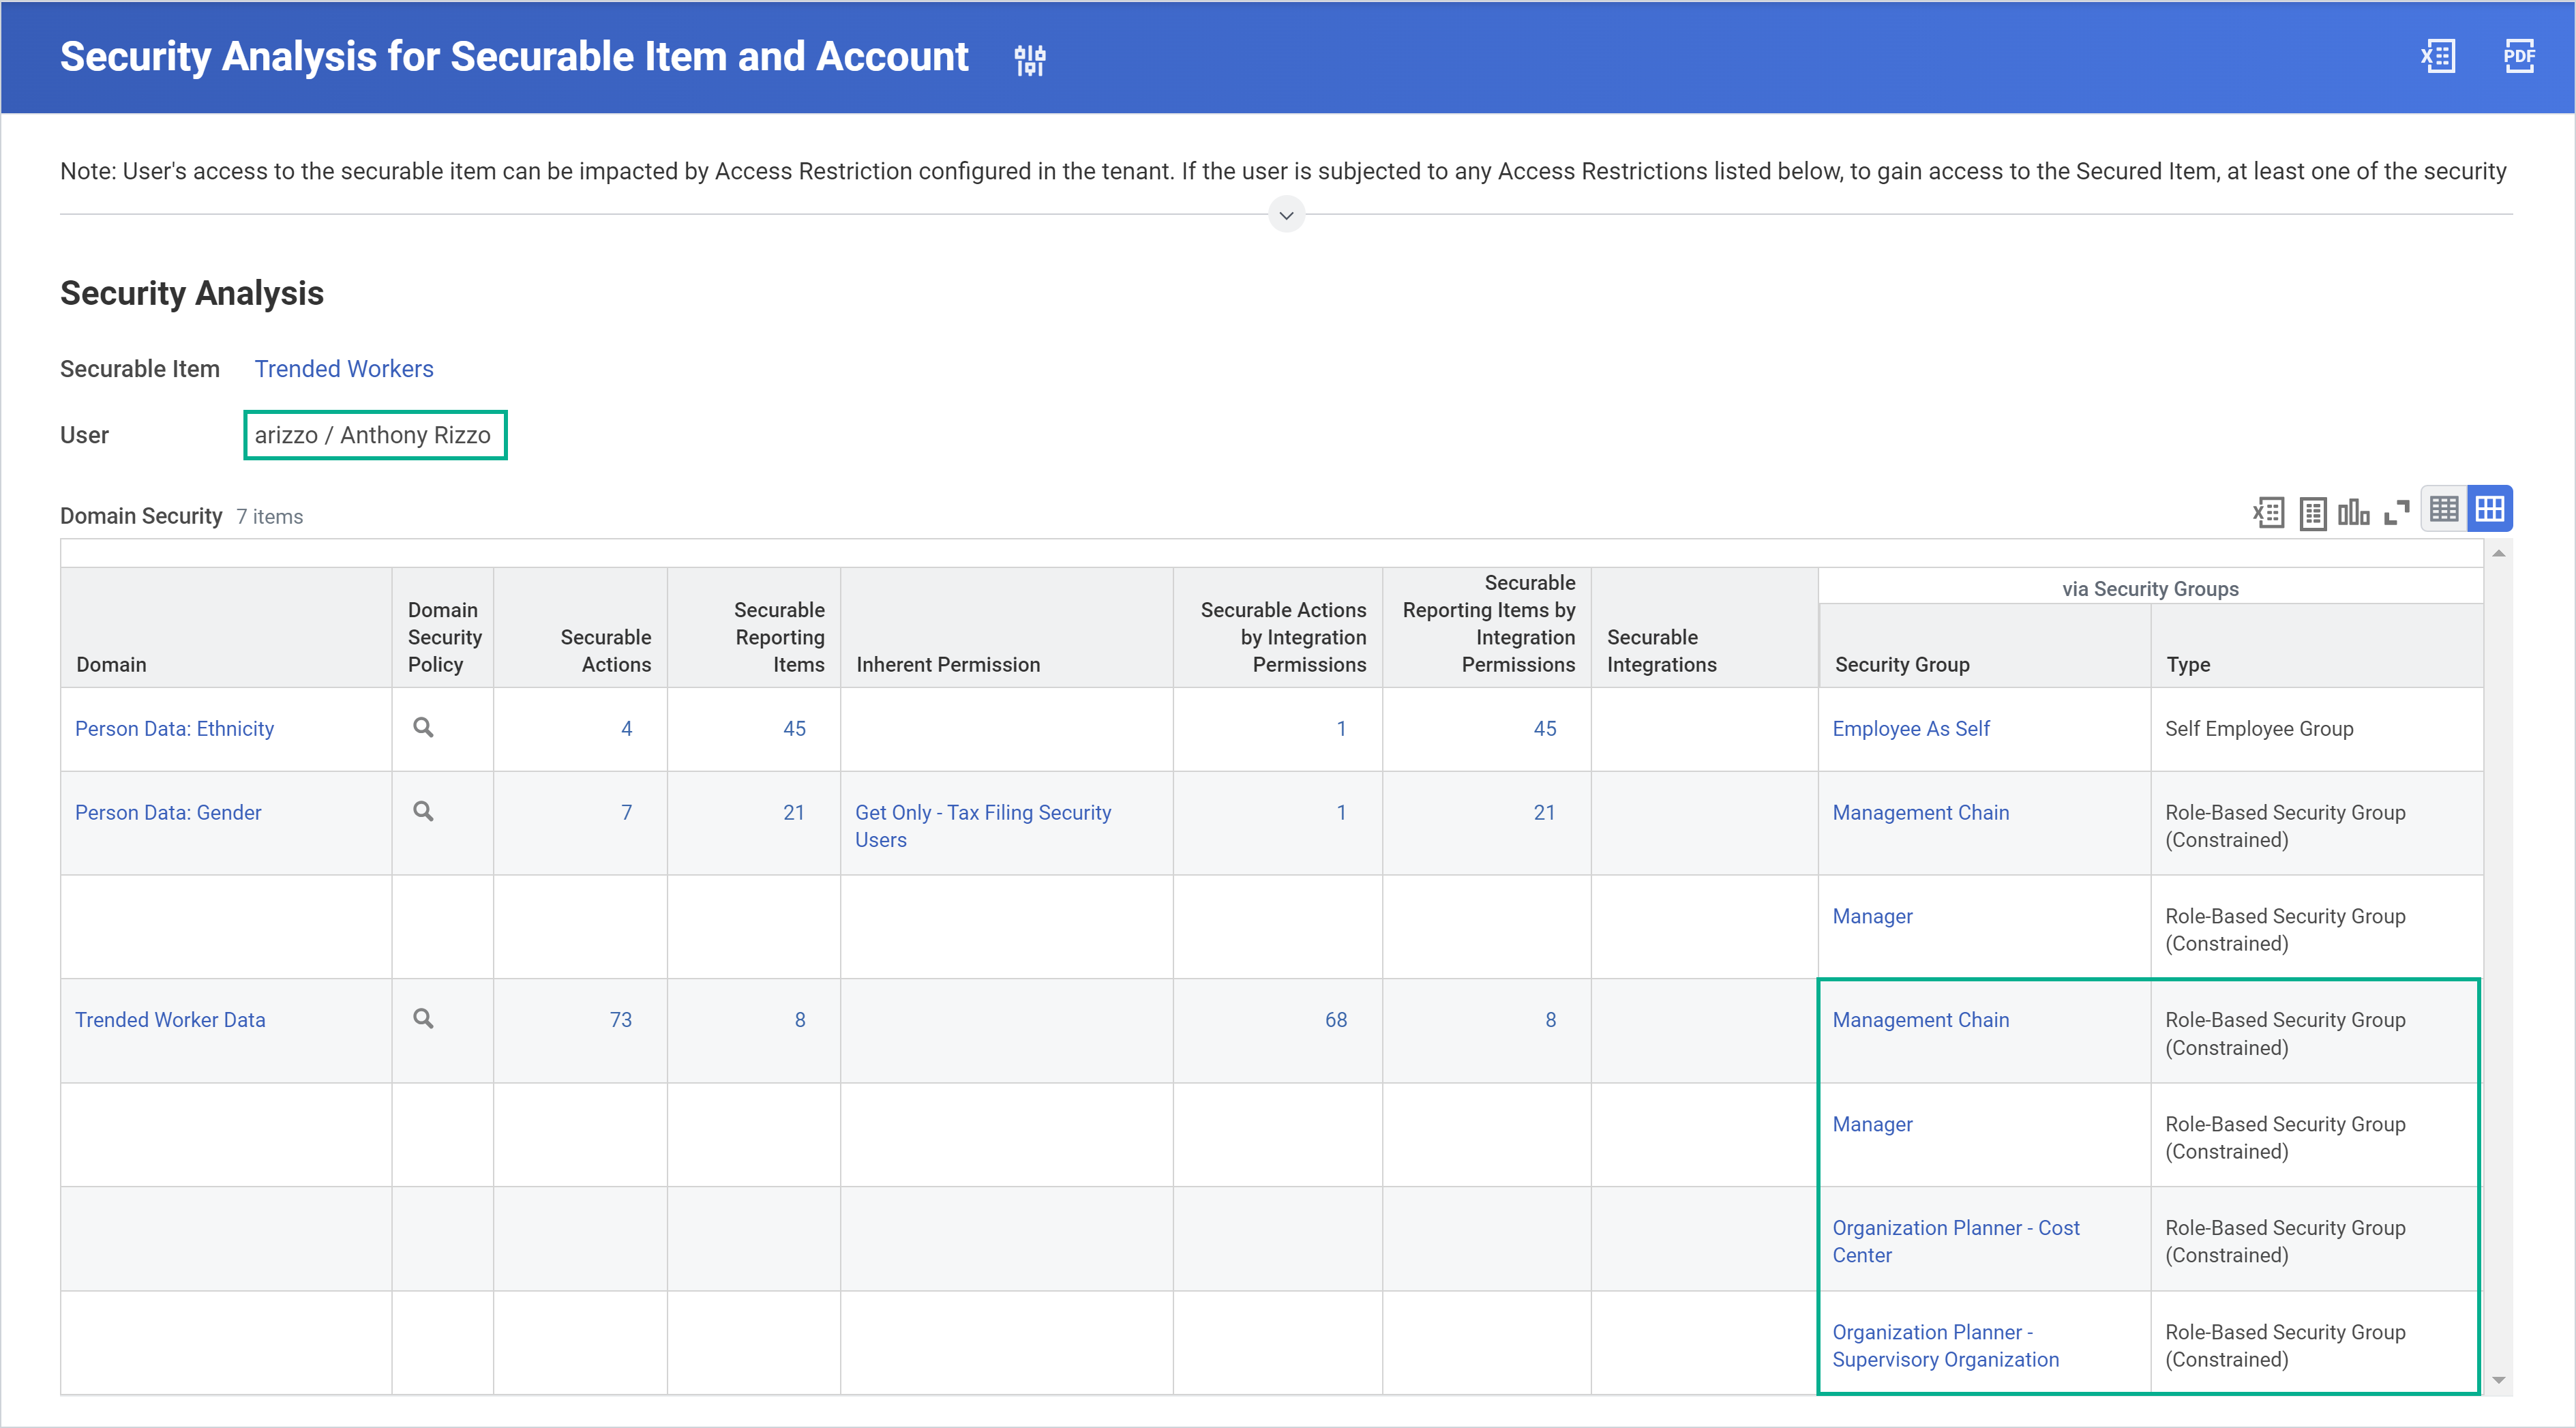 Security Analysis for Securable Item and Account
X
PDF
Note: User's access to the securable item can be impacted by Access Restriction configured in the tenant. If the user is subjected to any Access Restrictions listed below, to gain access to the Secured Item, at least one of the security
Security Analysis
Securable Item Trended Workers
User arizzo / Anthony Rizzo
Domain Security 7 items
X
via Security Groups
Domain
Domain
Security
Policy
Securable
Actions
Securable
Reporting
Items
Inherent Permission
Securable Actions
by Integration
Permissions
Securable
Reporting Items by
Integration
Permissions
Securable
Integrations
Security Group
Type
Person Data: Ethnicity 4 45 1 45 Employee As Self Self Employee Group
Person Data: Gender 7 21 Get Only - Tax Filing Security 1 21 Management Chain Role-Based Security Group
Users (Constrained)
Manager Role-Based Security Group
(Constrained)
Trended Worker Data 73 8 68 8 Management Chain Role-Based Security Group
(Constrained)
Manager Role-Based Security Group
(Constrained)
Organization Planner - Cost Role-Based Security Group
Center (Constrained)
Organization Planner - Role-Based Security Group
Supervisory Organization (Constrained)